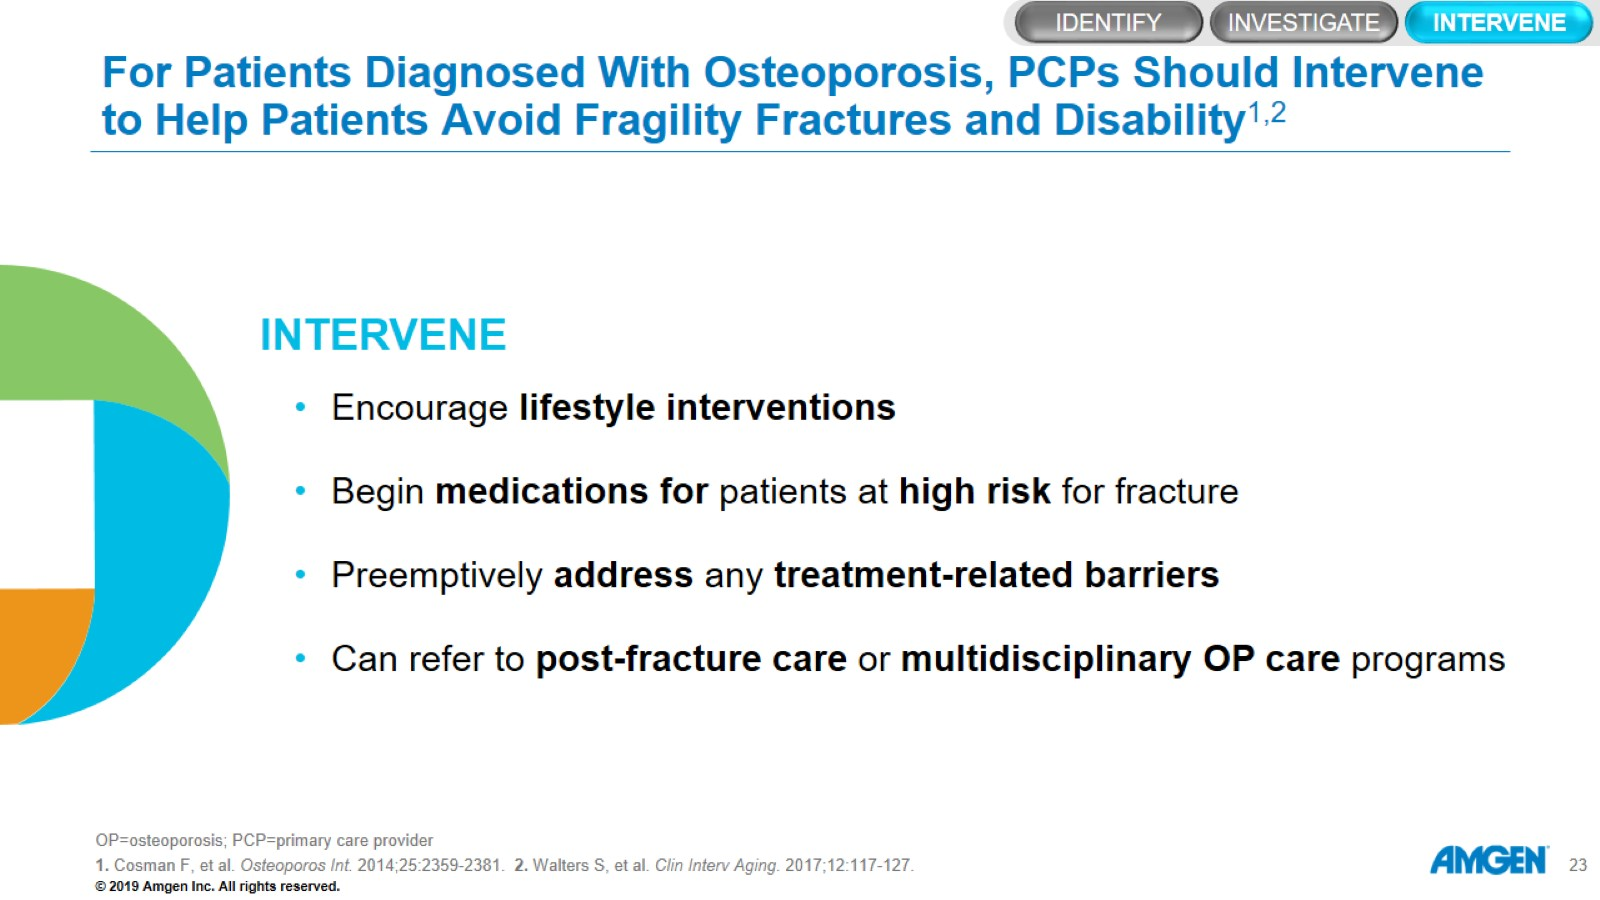 IDENTIFY INVESTIGATE INTERVENE
For Patients Diagnosed With Osteoporosis, PCPs Should Intervene
to Help Patients Avoid Fragility Fractures and Disability1,2
INTERVENE
• Encourage lifestyle interventions
• Begin medications for patients at high risk for fracture
• Preemptively address any treatment-related barriers
• Can refer to post-fracture care or multidisciplinary OP care programs
OP=osteoporosis; PCP=primary care provider
1. Cosman F, et al. Osteoporos Int. 2014;25:2359-2381. 2. Walters S, et al. Clin Interv Aging. 2017;12:117-127.
© 2019 Amgen Inc. All rights reserved.
AMGEN 23